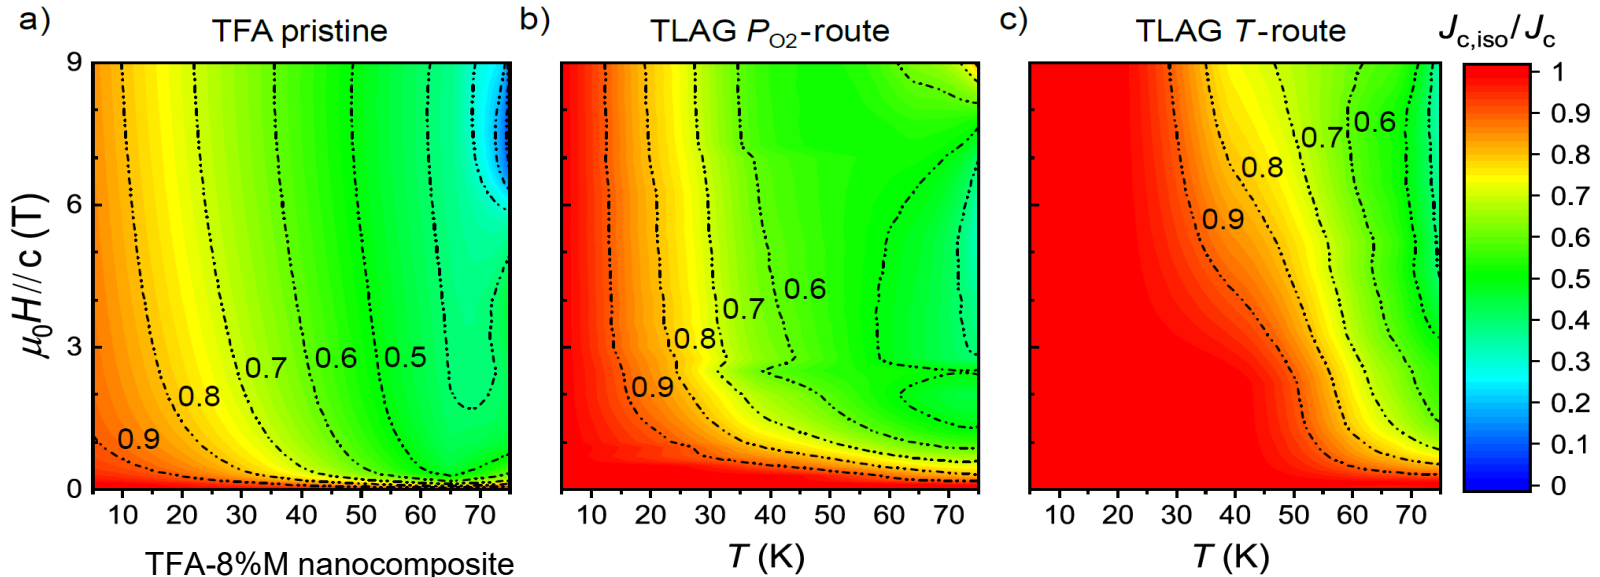 a) TFA pristine
b) TLAG P_O2-route
c) TLAG T-route
J_c,iso/J_c
μ₀H//c (T)
9
6
3
0
0.9
0.8
0.7
0.6
0.5
10 20 30 40 50 60 70
TFA-8%M nanocomposite
0.9
0.8
0.7
0.6
10 20 30 40 50 60 70
T (K)
0.9
0.8
0.7
0.6
10 20 30 40 50 60 70
T (K)
1
0.9
0.8
0.7
0.6
0.5
0.4
0.3
0.2
0.1
0